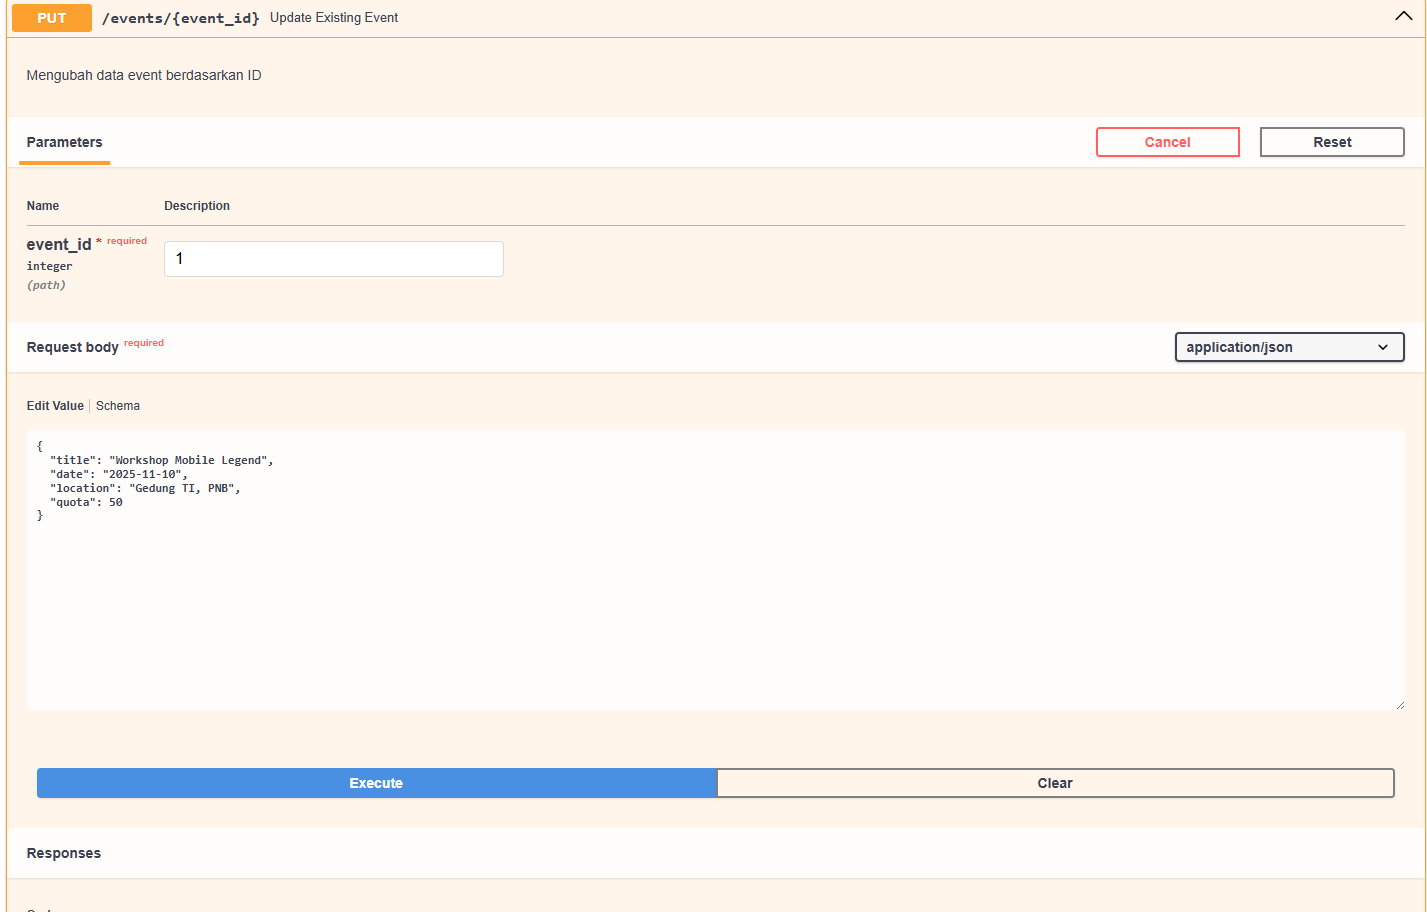 PUT /events/{event_id} Update Existing Event
Mengubah data event berdasarkan ID
Parameters
Cancel
Reset
Name Description
event_id * required
integer
(path)
1
Request body required
application/json
Edit Value | Schema
{
  "title": "Workshop Mobile Legend",
  "date": "2025-11-10",
  "location": "Gedung TI, PNB",
  "quota": 50
}
Execute
Clear
Responses